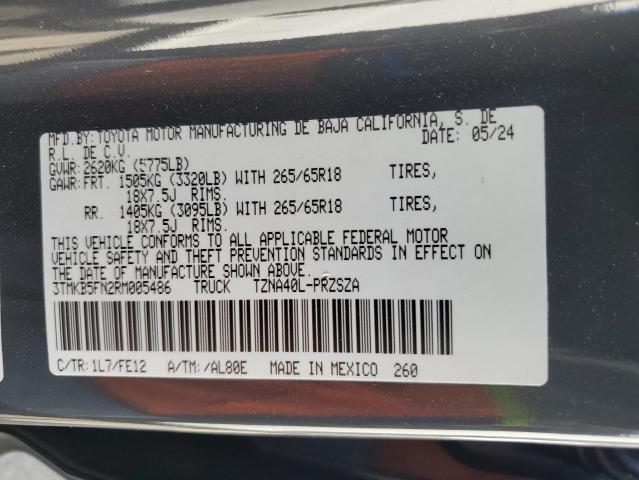 MFD.BY:TOYOTA MOTOR MANUFACTURING DE BAJA CALIFORNIA, S. DE
R.L. DE C.V. DATE: 05/24
GVWR:2620KG (5775LB)
GAWR:FRT. 1505KG (3320LB) WITH 265/65R18 TIRES,
18X7.5J RIMS.
RR. 1405KG (3095LB) WITH 265/65R18 TIRES,
18X7.5J RIMS.
THIS VEHICLE CONFORMS TO ALL APPLICABLE FEDERAL MOTOR
VEHICLE SAFETY AND THEFT PREVENTION STANDARDS IN EFFECT ON
THE DATE OF MANUFACTURE SHOWN ABOVE.
3TMKB5FN2RM005486 TRUCK TZNA40L-PRZSZA
C/TR:1L7/FE12 A/TM:/AL80E MADE IN MEXICO 260